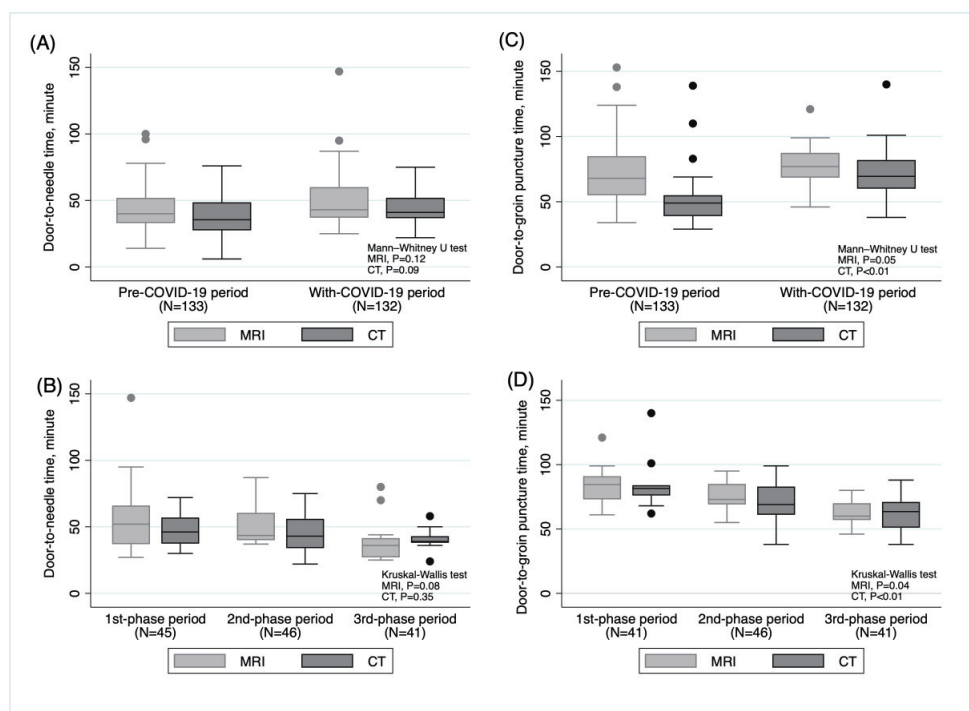 (A)
Door-to-needle time, minute
150
100
50
0
Mann–Whitney U test
MRI, P=0.12
CT, P=0.09
Pre-COVID-19 period
(N=133)
With-COVID-19 period
(N=132)
MRI
CT
(C)
Door-to-groin puncture time, minute
150
100
50
0
Mann–Whitney U test
MRI, P=0.05
CT, P<0.01
Pre-COVID-19 period
(N=133)
With-COVID-19 period
(N=132)
MRI
CT
(B)
Door-to-needle time, minute
150
100
50
0
Kruskal-Wallis test
MRI, P=0.08
CT, P=0.35
1st-phase period
(N=45)
2nd-phase period
(N=46)
3rd-phase period
(N=41)
MRI
CT
(D)
Door-to-groin puncture time, minute
150
100
50
0
Kruskal-Wallis test
MRI, P=0.04
CT, P<0.01
1st-phase period
(N=41)
2nd-phase period
(N=46)
3rd-phase period
(N=41)
MRI
CT